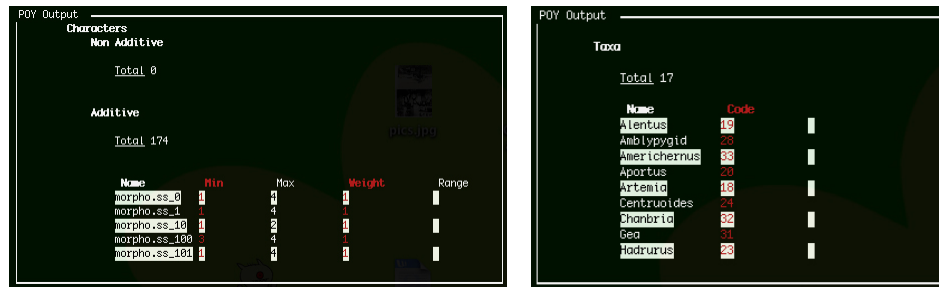 POY Output
Characters
Non Additive
Total 0
Additive
Total 174
Name Min Max Weight Range
morpho.ss_0 1 4 1
morpho.ss_1 1 4 1
morpho.ss_10 1 2 1
morpho.ss_100 3 4 1
morpho.ss_101 1 4 1
pics.jpg
POY Output
Taxa
Total 17
Name Code
Alentus 19
Amblypygid 28
Americhernus 33
Aportus 20
Artemia 18
Centruoides 24
Chanbria 32
Gea 31
Hadrurus 23